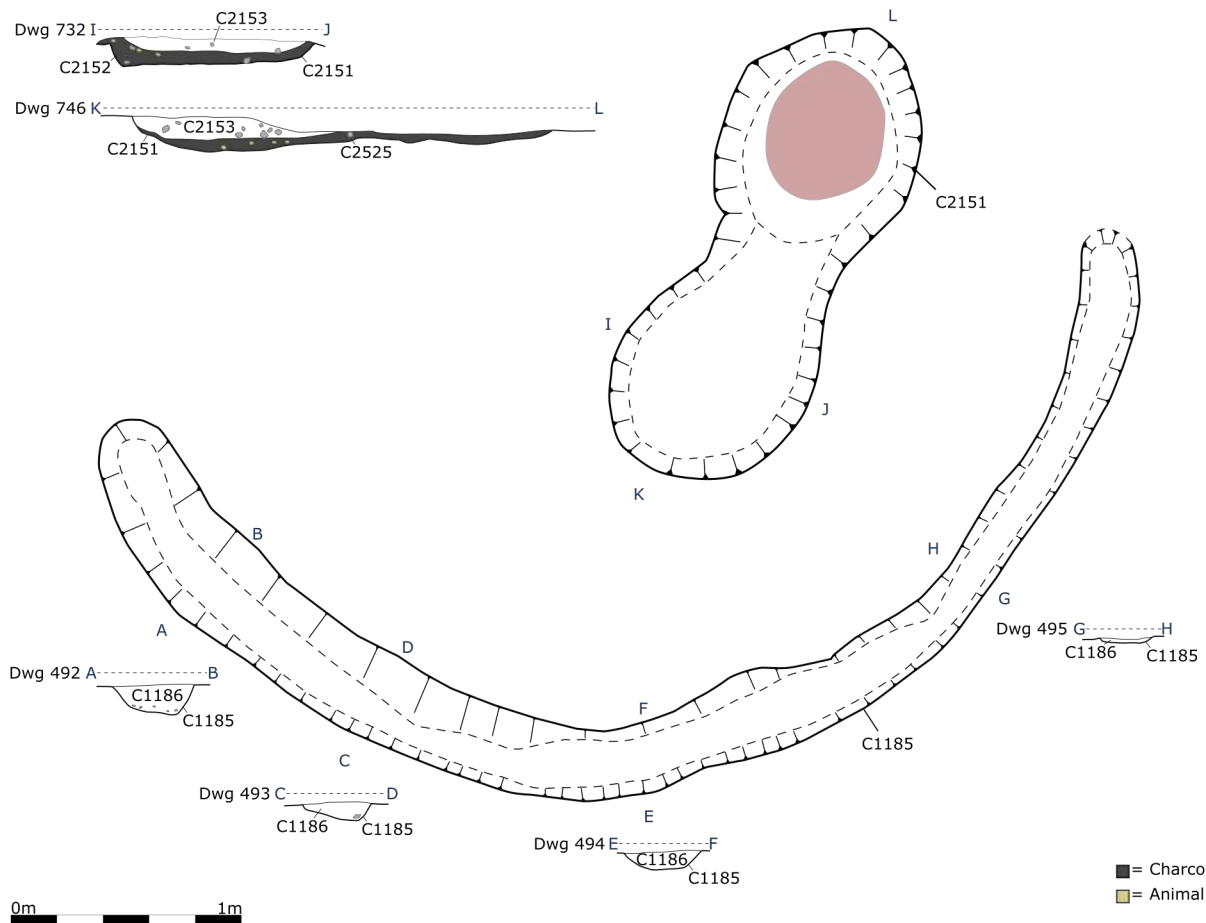 Dwg 732 I J
C2153
C2152
C2151
Dwg 746 K L
C2153
C2151
C2525
L
C2151
I
J
K
B
A
D
C
H
G
F
E
Dwg 492 A B
C1186
C1185
Dwg 493 C D
C1186
C1185
Dwg 494 E F
C1186
C1185
Dwg 495 G H
C1186
C1185
C1185
= Charco
= Animal
0m 1m